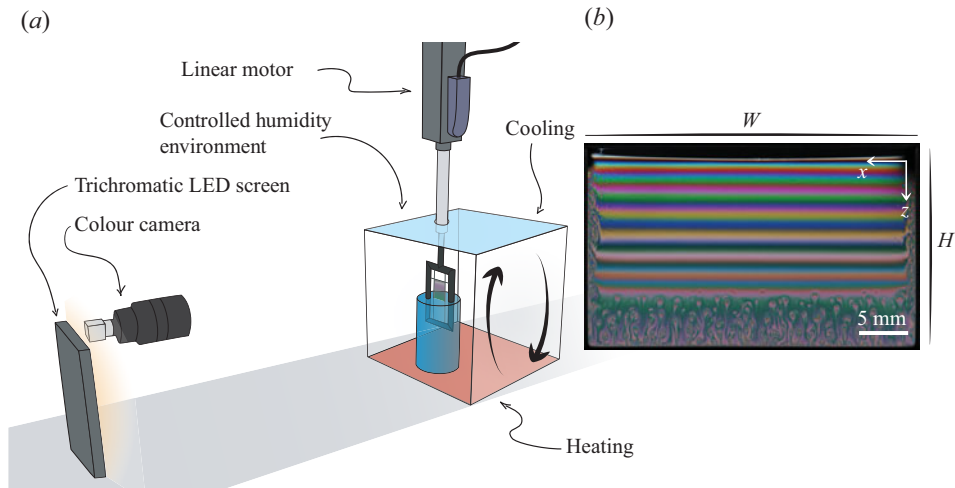 (a)
(b)
Linear motor
Controlled humidity
environment
Cooling
Trichromatic LED screen
Colour camera
Heating
W
x
z
H
5 mm